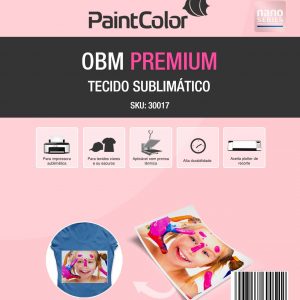 PaintColor
nano
SERIES
OBM PREMIUM
TECIDO SUBLIMÁTICO
SKU: 30017
Para impressora
sublimática
Para tecidos claros
e ou escuros
Aplicável com prensa
térmica
Alta durabilidade
Aceita plotter de
recorte